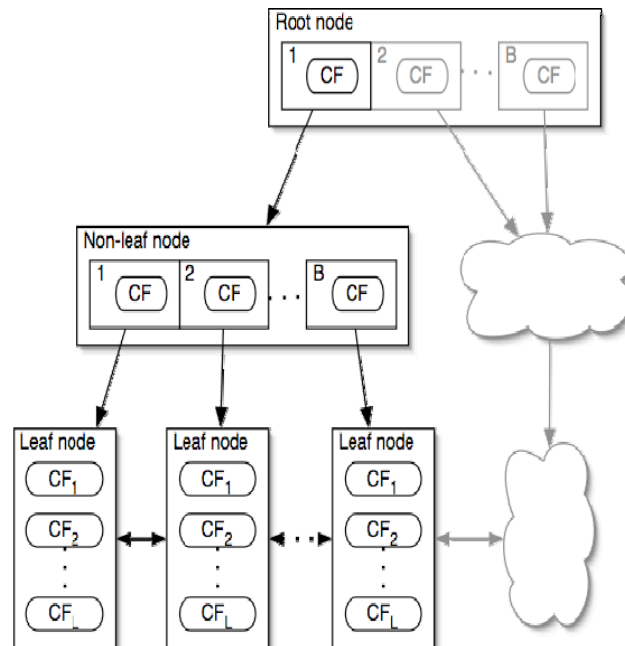 Root node
1 CF 2 CF ... B CF
Non-leaf node
1 CF 2 CF ... B CF
Leaf node Leaf node Leaf node
CF1 CF1 CF1
CF2 CF2 CF2
CFL CFL CFL